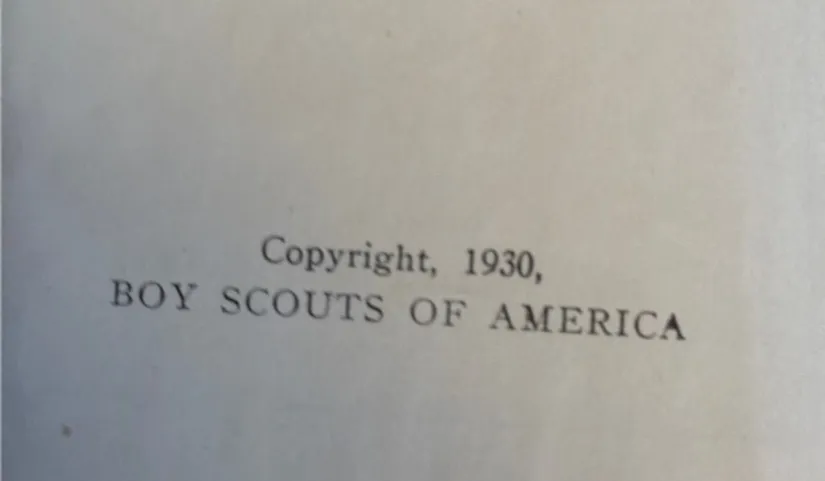 Copyright, 1930,
BOY SCOUTS OF AMERICA